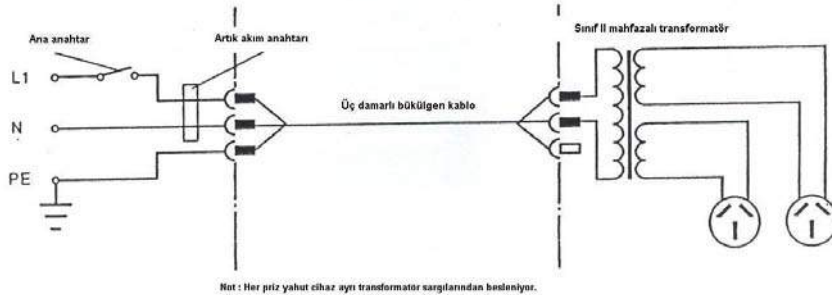 Sınıf II mahfazalı transformatör
Ana anahtar
Artık akım anahtarı
L1
N
PE
Üç damarlı bükülgen kablo
Not : Her priz yahut cihaz ayrı transformatör sargılarından besleniyor.